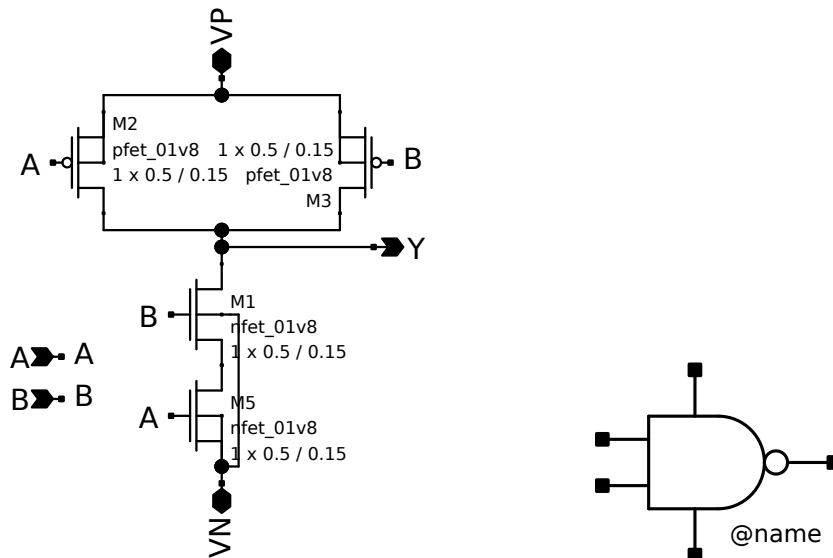 VP
M2
pfet_01v8
1 x 0.5 / 0.15
A
1 x 0.5 / 0.15
pfet_01v8
M3
B
Y
M1
nfet_01v8
1 x 0.5 / 0.15
B
A A
B B
M5
nfet_01v8
1 x 0.5 / 0.15
A
VN
@name